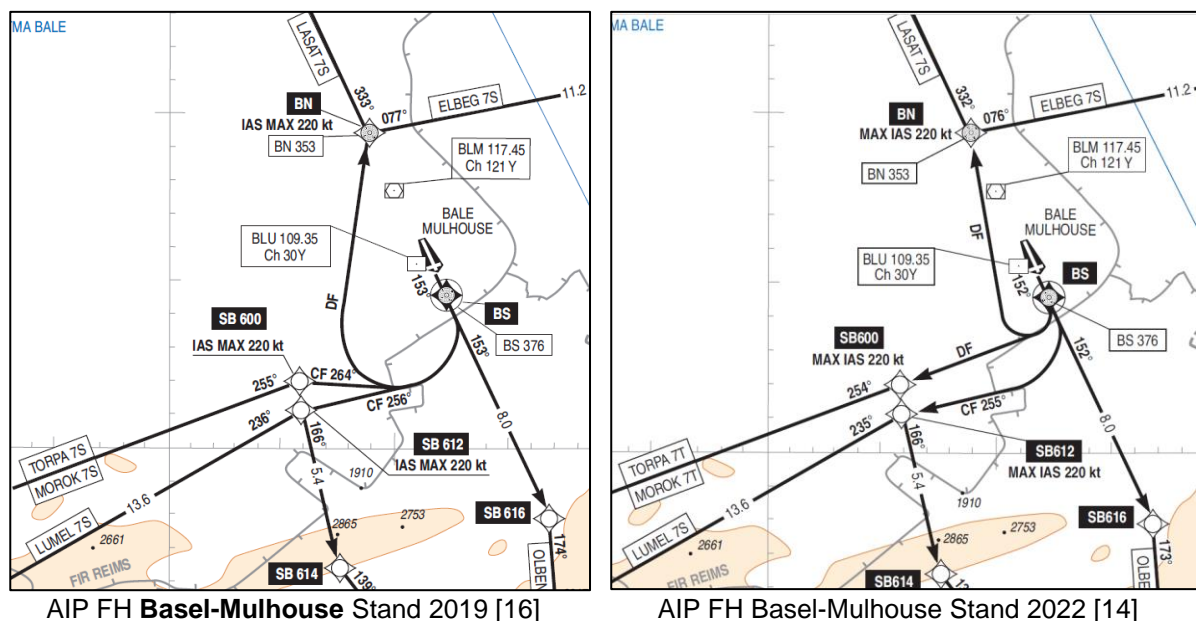 TMA BALE
LASAT 7S
333°
BN
IAS MAX 220 kt
BN 353
077°
ELBEG 7S
11.2
BLM 117.45
Ch 121 Y
BALE
MULHOUSE
BLU 109.35
Ch 30Y
153°
BS
BS 376
DF
SB 600
IAS MAX 220 kt
153°
255°
CF 264°
CF 256°
236°
166°
SB 612
IAS MAX 220 kt
8.0
TORPA 7S
MOROK 7S
5.4
1910
13.6
LUMEL 7S
2661
2865
2753
SB 616
FIR REIMS
SB 614
139°
174°
OLBEN
AIP FH Basel-Mulhouse Stand 2019 [16]
MA BALE
LASAT 7S
332°
BN
MAX IAS 220 kt
BN 353
076°
ELBEG 7S
11.2
BLM 117.45
Ch 121 Y
BALE
MULHOUSE
DF
BLU 109.35
Ch 30Y
152°
BS
BS 376
SB600
MAX IAS 220 kt
DF
152°
254°
CF 255°
235°
166°
8.0
SB612
MAX IAS 220 kt
TORPA 7T
MOROK 7T
5.4
1910
13.6
LUMEL 7S
2661
2865
2753
SB616
FIR REIMS
SB614
173°
OLBEN
AIP FH Basel-Mulhouse Stand 2022 [14]